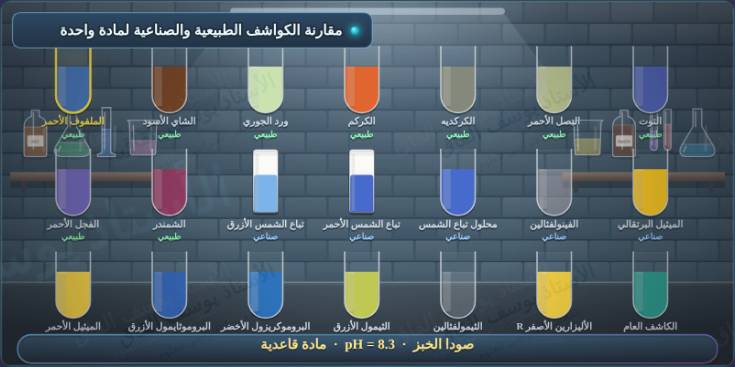 مقارنة الكواشف الطبيعية والصناعية لمادة واحدة
التوت
طبيعي
البصل الأحمر
طبيعي
الكركديه
طبيعي
الكركم
طبيعي
ورد الجوري
طبيعي
الشاي الأسود
طبيعي
الملفوف الأحمر
طبيعي
الميثيل البرتقالي
صناعي
الفينولفثالين
صناعي
محلول تباع الشمس
صناعي
تباع الشمس الأحمر
صناعي
تباع الشمس الأزرق
صناعي
الشمندر
طبيعي
الفجل الأحمر
طبيعي
الكاشف العام
الأليزارين الأصفر R
الثيمولفثالين
الثيمول الأزرق
البروموكريزول الأخضر
البروموثايمول الأزرق
الميثيل الأحمر
صودا الخبز · pH = 8.3 · مادة قاعدية